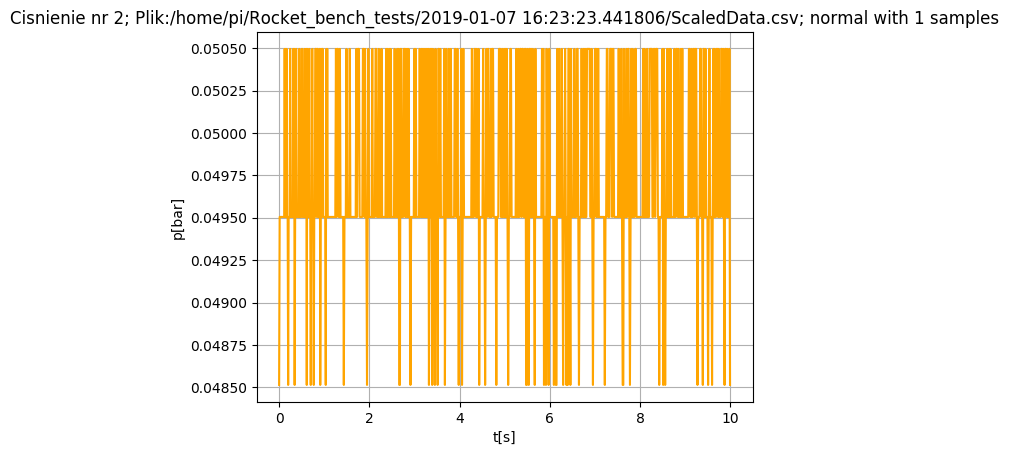 Cisnienie nr 2; Plik:/home/pi/Rocket_bench_tests/2019-01-07 16:23:23.441806/ScaledData.csv; normal with 1 samples
0.05050
0.05025
0.05000
0.04975
0.04950
0.04925
0.04900
0.04875
0.04850
p[bar]
0 2 4 6 8 10
t[s]